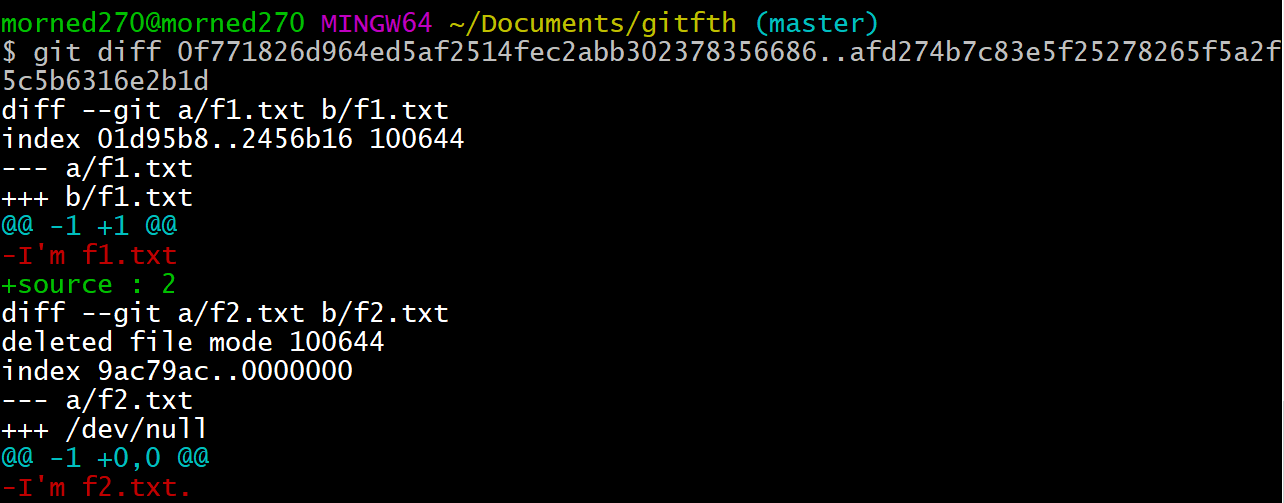 morned270@morned270 MINGW64 ~/Documents/gitfth (master)
$ git diff 0f771826d964ed5af2514fec2abb302378356686..afd274b7c83e5f25278265f5a2f
5c5b6316e2b1d
diff --git a/f1.txt b/f1.txt
index 01d95b8..2456b16 100644
--- a/f1.txt
+++ b/f1.txt
@@ -1 +1 @@
-I'm f1.txt
+source : 2
diff --git a/f2.txt b/f2.txt
deleted file mode 100644
index 9ac79ac..0000000
--- a/f2.txt
+++ /dev/null
@@ -1 +0,0 @@
-I'm f2.txt.